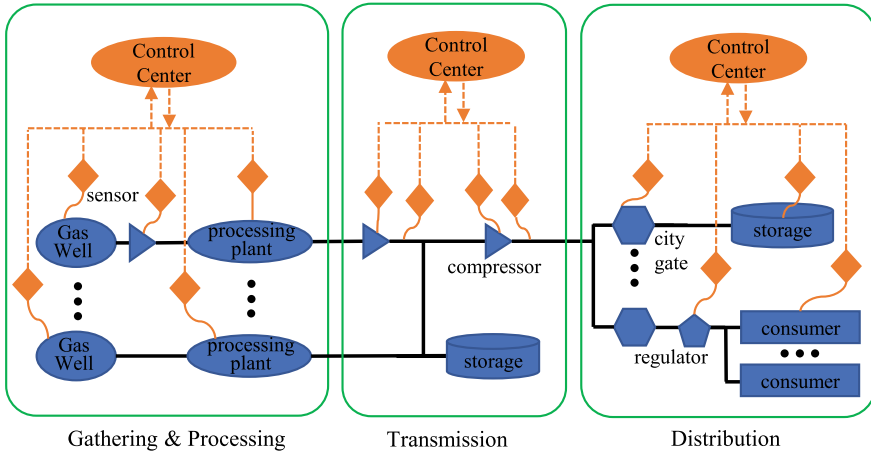 Control
Center
Control
Center
Control
Center
sensor
Gas
Well
processing
plant
compressor
city
gate
storage
Gas
Well
processing
plant
storage
regulator
consumer
consumer
Gathering & Processing
Transmission
Distribution